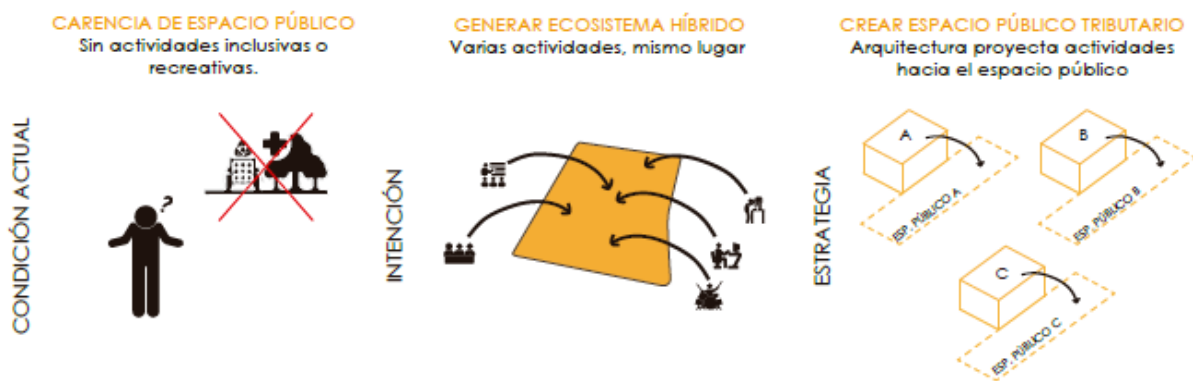 CARENCIA DE ESPACIO PÚBLICO
Sin actividades inclusivas o
recreativas.
CONDICIÓN ACTUAL
?
GENERAR ECOSISTEMA HÍBRIDO
Varias actividades, mismo lugar
INTENCIÓN
CREAR ESPACIO PÚBLICO TRIBUTARIO
Arquitectura proyecta actividades
hacia el espacio público
ESTRATEGIA
A
ESP. PÚBLICO A
B
ESP. PÚBLICO B
C
ESP. PÚBLICO C